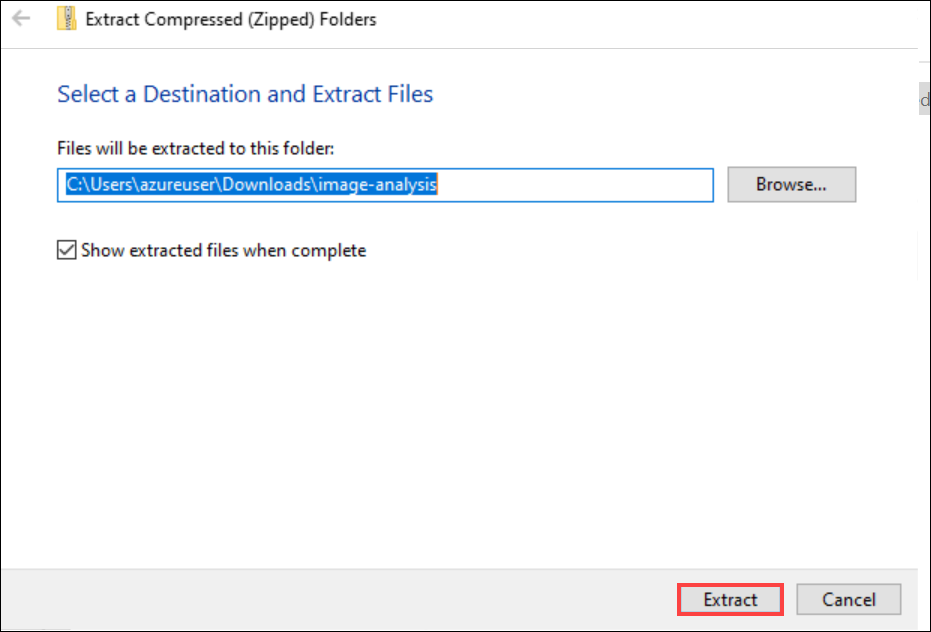 Extract Compressed (Zipped) Folders
Select a Destination and Extract Files
Files will be extracted to this folder:
C:\Users\azureuser\Downloads\image-analysis
Browse...
Show extracted files when complete
Extract
Cancel